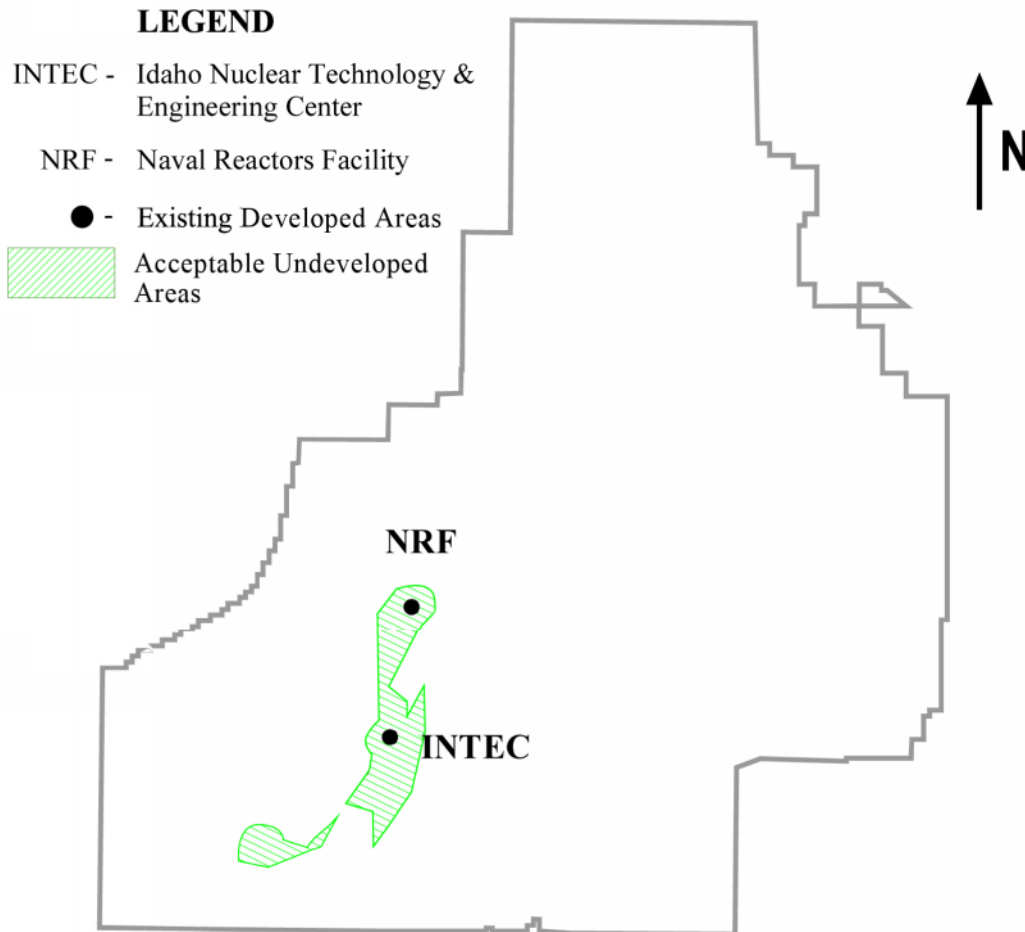 LEGEND
INTEC - Idaho Nuclear Technology &
Engineering Center
NRF - Naval Reactors Facility
- Existing Developed Areas
Acceptable Undeveloped
Areas
N
NRF
INTEC